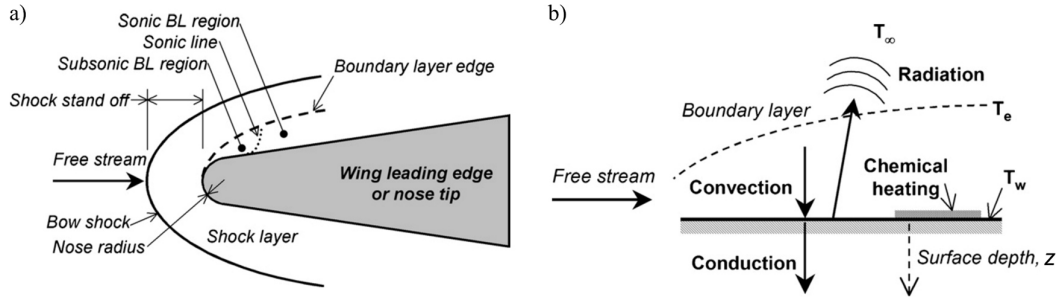 a)
Sonic BL region
Sonic line
Subsonic BL region
Boundary layer edge
Shock stand off
Free stream
Wing leading edge
or nose tip
Bow shock
Nose radius
Shock layer
b)
T∞
Radiation
Boundary layer
Te
Free stream
Convection
Chemical
heating
Tw
Conduction
Surface depth, z